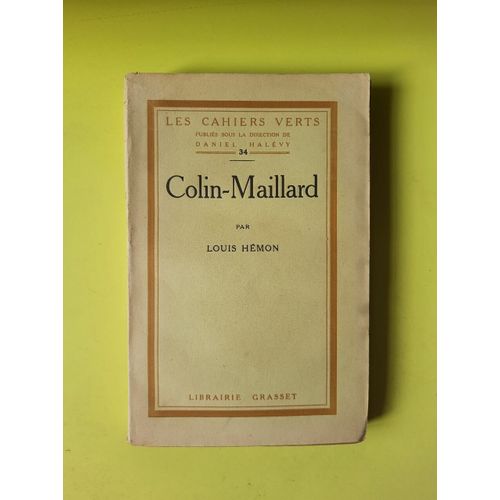 LES CAHIERS VERTS
PUBLIÉS SOUS LA DIRECTION DE
DANIEL HALÉVY
34
Colin-Maillard
PAR
LOUIS HÉMON
LIBRAIRIE GRASSET